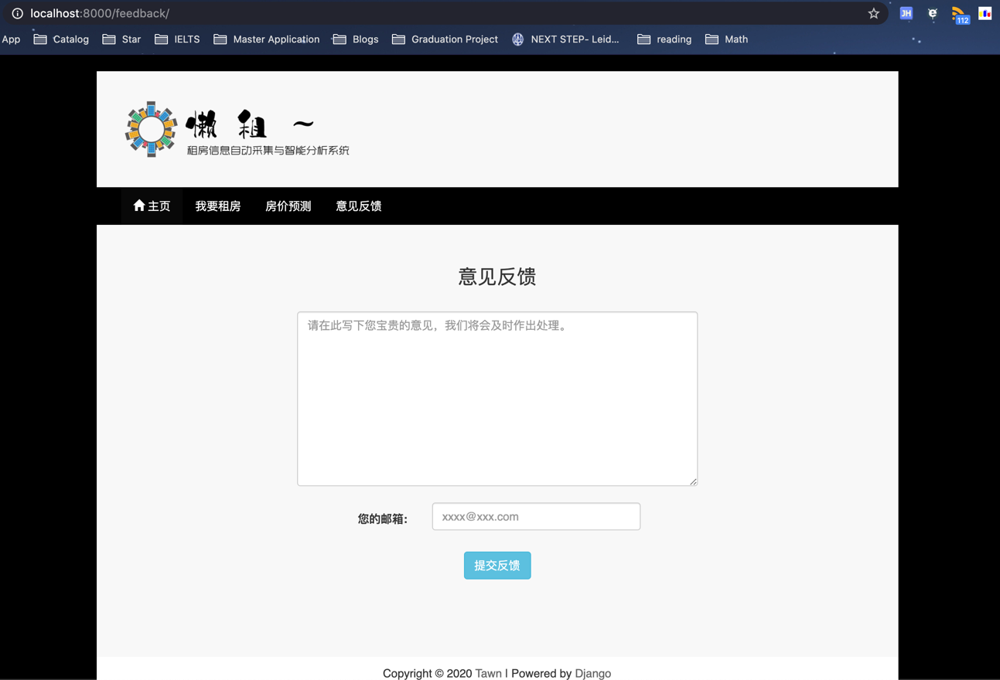 localhost:8000/feedback/
JH
e
112
App Catalog Star IELTS Master Application Blogs Graduation Project NEXT STEP- Leid... reading Math
懒 租 ~
租房信息自动采集与智能分析系统
主页 我要租房 房价预测 意见反馈
意见反馈
请在此写下您宝贵的意见，我们将会及时作出处理。
您的邮箱: xxxx@xxx.com
提交反馈
Copyright © 2020 Tawn | Powered by Django